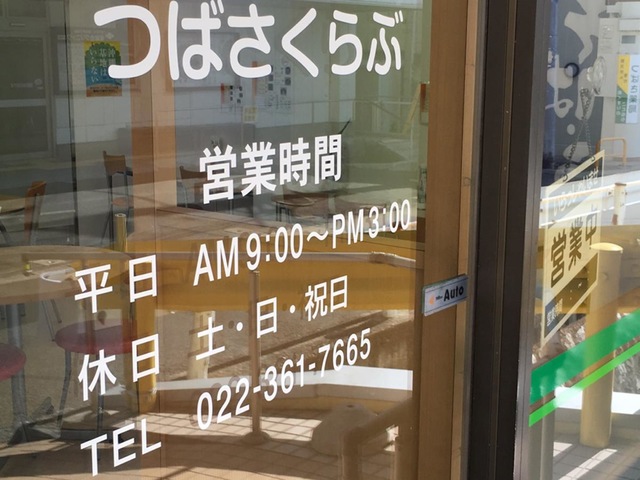 つばさくらぶ
営業時間
平日 AM9:00～PM3:00
休日 土・日・祝日
TEL 022-361-7665
Auto
営業中